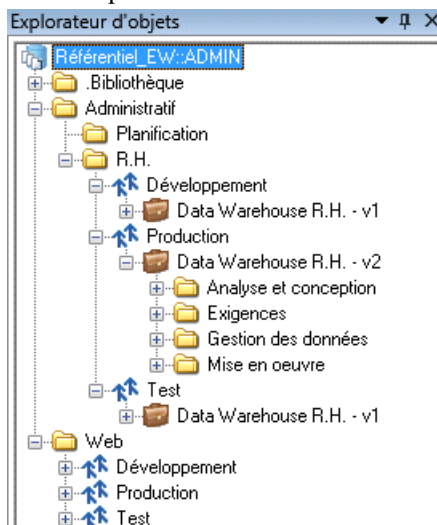 Explorateur d'objets
Référentiel_EW::ADMIN
.Bibliothèque
Administratif
Planification
R.H.
Développement
Data Warehouse R.H. - v1
Production
Data Warehouse R.H. - v2
Analyse et conception
Exigences
Gestion des données
Mise en oeuvre
Test
Data Warehouse R.H. - v1
Web
Développement
Production
Test